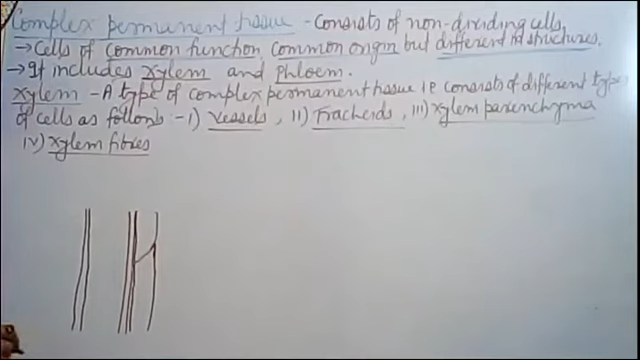 Complex permanent tissue - Consists of non-dividing cells,
→ Cells of common function common origin but different in structures.
→ It includes Xylem and Phloem.
Xylem - A type of complex permanent tissue i e consists of different types
of cells as follows - i) Vessels, ii) Tracheids, iii) Xylem parenchyma
iv) Xylem fibres